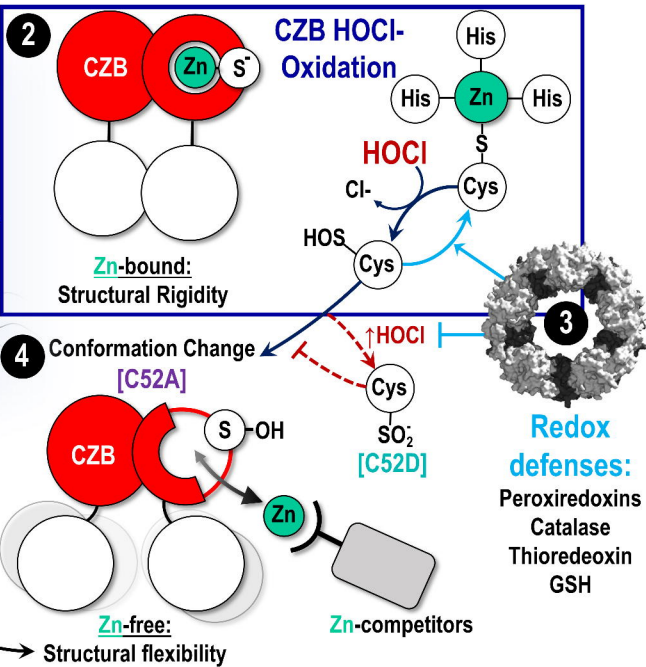 2
CZB HOCl-
Oxidation
CZB
Zn
S-
His
His
Zn
His
S
Cys
HOCl
Cl-
HOS
Cys
Zn-bound:
Structural Rigidity
3
4
Conformation Change
[C52A]
↑HOCl
Cys
SO2-
[C52D]
CZB
S
-OH
Zn
Redox
defenses:
Peroxiredoxins
Catalase
Thioredeoxin
GSH
Zn-free:
Structural flexibility
Zn-competitors